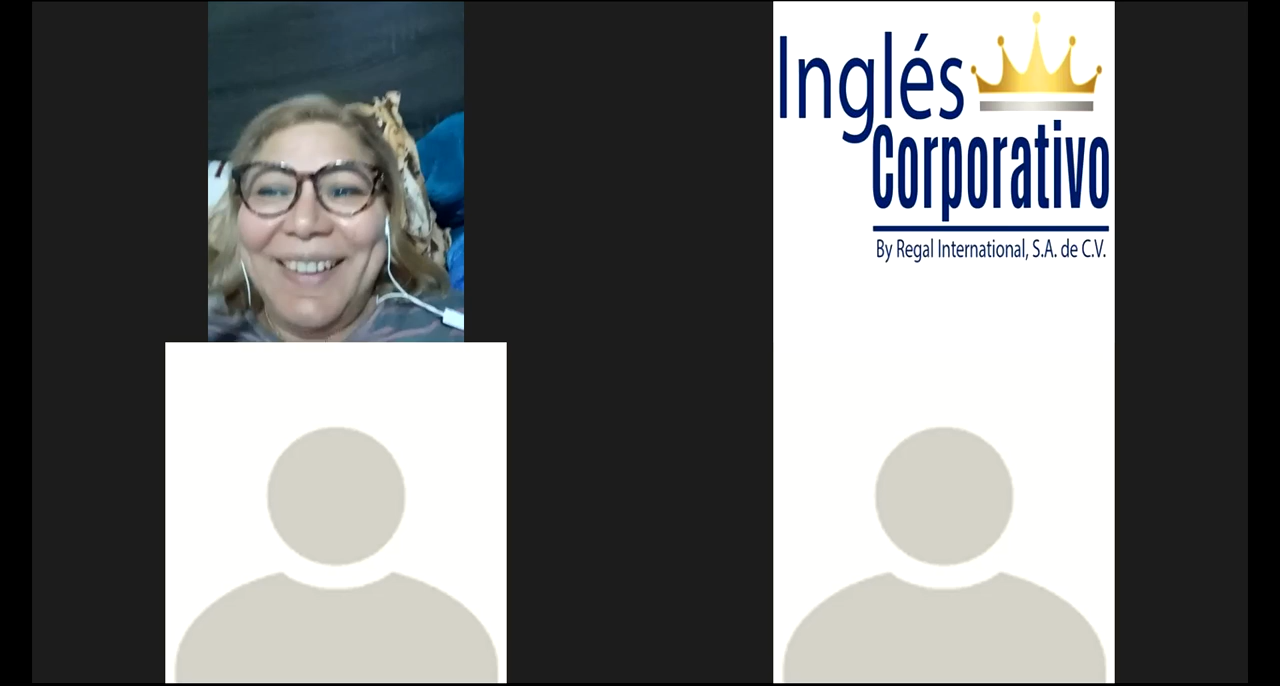 Inglés
Corporativo
By Regal International, S.A. de C.V.